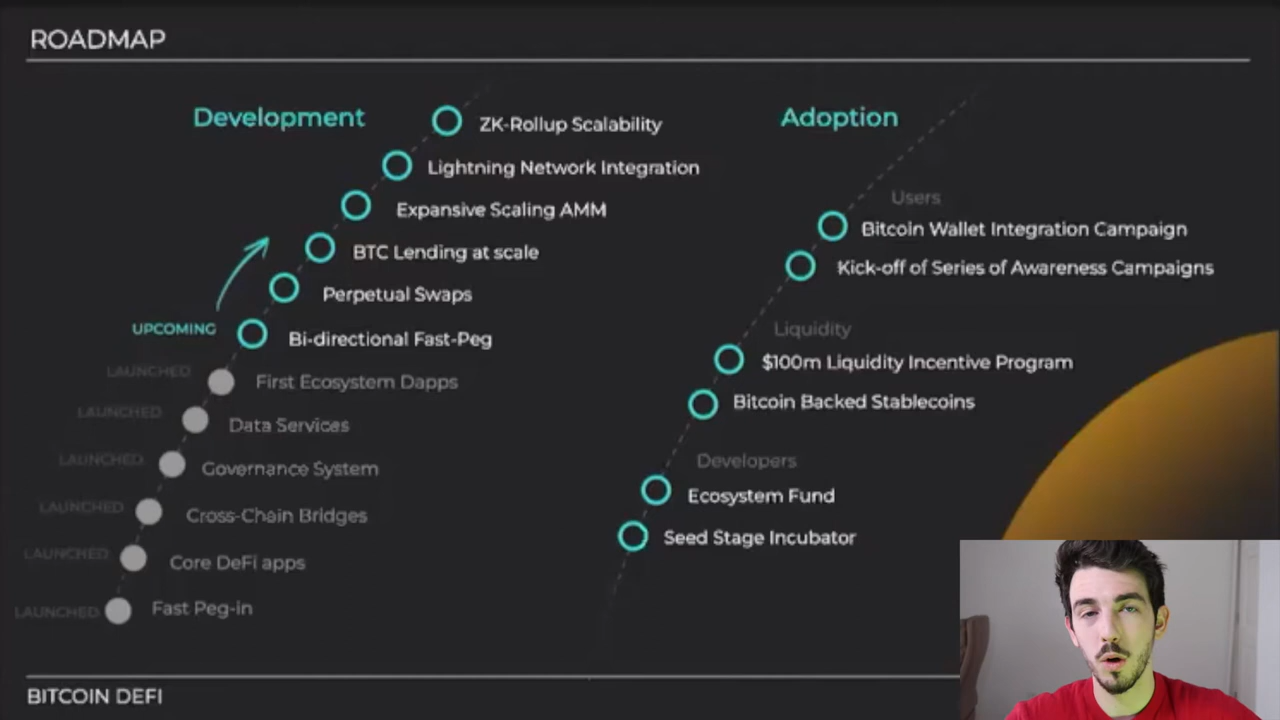 ROADMAP
Development
ZK-Rollup Scalability
Lightning Network Integration
Expansive Scaling AMM
BTC Lending at scale
Perpetual Swaps
UPCOMING
Bi-directional Fast-Peg
LAUNCHED
First Ecosystem Dapps
LAUNCHED
Data Services
LAUNCHED
Governance System
LAUNCHED
Cross-Chain Bridges
LAUNCHED
Core DeFi apps
LAUNCHED
Fast Peg-in
Adoption
Users
Bitcoin Wallet Integration Campaign
Kick-off of Series of Awareness Campaigns
Liquidity
$100m Liquidity Incentive Program
Bitcoin Backed Stablecoins
Developers
Ecosystem Fund
Seed Stage Incubator
BITCOIN DEFI